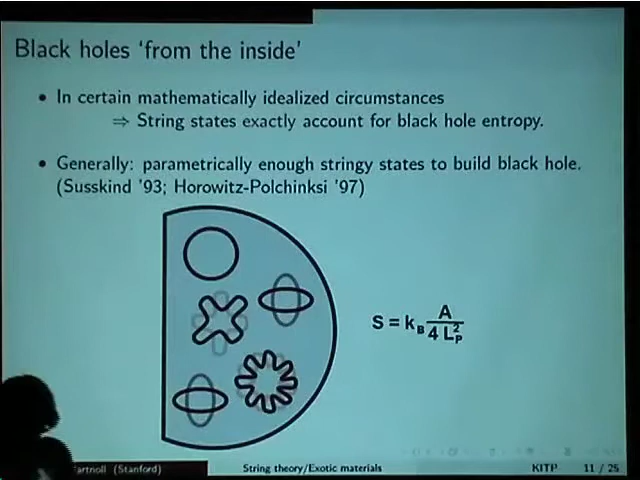 Black holes ‘from the inside’
• In certain mathematically idealized circumstances
⇒ String states exactly account for black hole entropy.
• Generally: parametrically enough stringy states to build black hole.
(Susskind '93; Horowitz-Polchinksi '97)
S = k_B A / 4 L_P^2
artnoll (Stanford)
String theory/Exotic materials
KITP
11 / 25